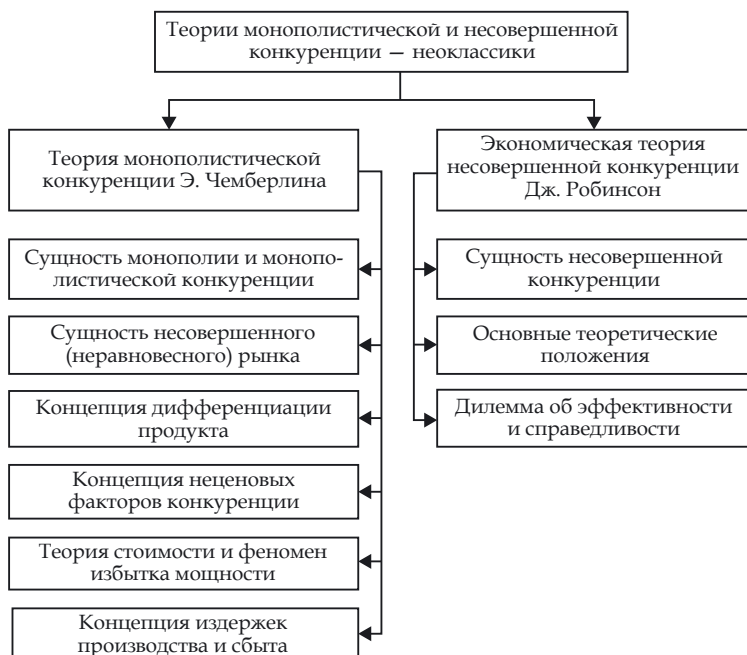 Теории монополистической и несовершенной
конкуренции — неоклассики
Теория монополистической
конкуренции Э. Чемберлина
Сущность монополии и монопо-
листической конкуренции
Сущность несовершенного
(неравновесного) рынка
Концепция дифференциации
продукта
Концепция неценовых
факторов конкуренции
Теория стоимости и феномен
избытка мощности
Концепция издержек
производства и сбыта
Экономическая теория
несовершенной конкуренции
Дж. Робинсон
Сущность несовершенной
конкуренции
Основные теоретические
положения
Дилемма об эффективности
и справедливости